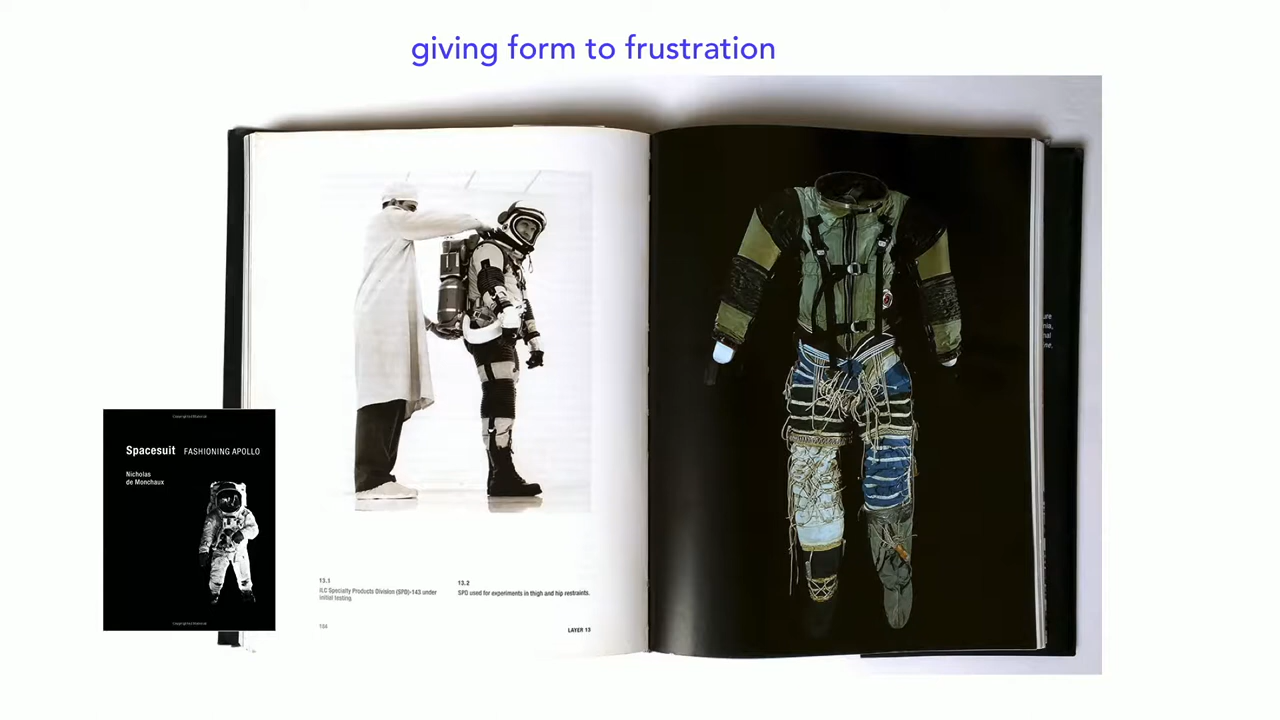 giving form to frustration
Spacesuit FASHIONING APOLLO
Nicholas
de Monchaux
13.1
ILC Specialty Products Division (SPD)-143 under
initial testing
13.2
SPD used for experiments in thigh and hip restraints.
LAYER 13